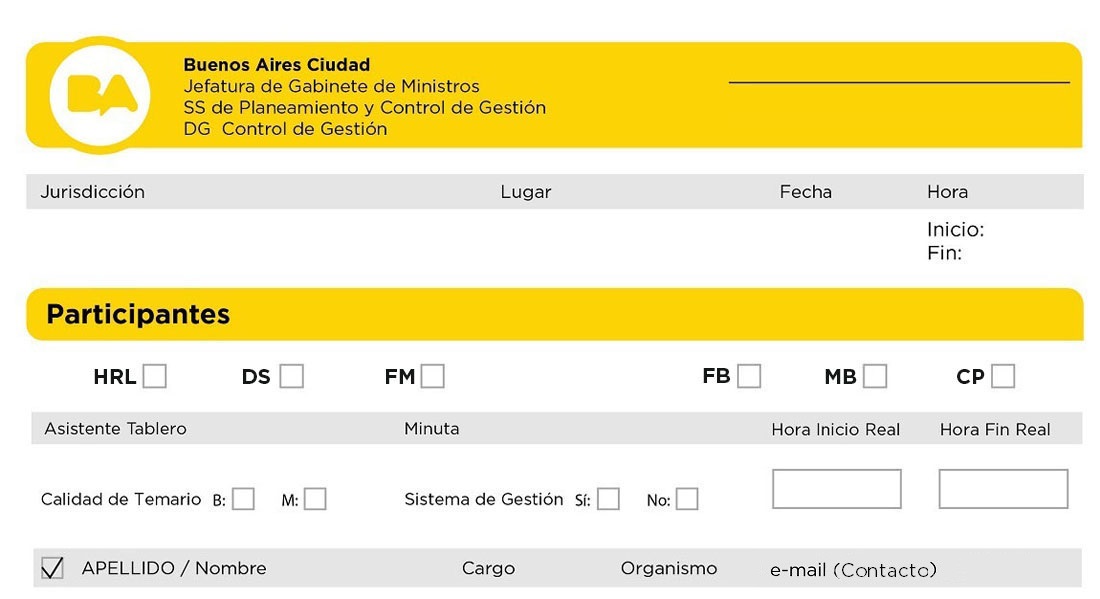 BA
Buenos Aires Ciudad
Jefatura de Gabinete de Ministros
SS de Planeamiento y Control de Gestión
DG Control de Gestión
Jurisdicción Lugar Fecha Hora
Inicio:
Fin:
Participantes
HRL DS FM FB MB CP
Asistente Tablero Minuta Hora Inicio Real Hora Fin Real
Calidad de Temario B: M: Sistema de Gestión Sí: No:
APELLIDO / Nombre Cargo Organismo e-mail (Contacto)